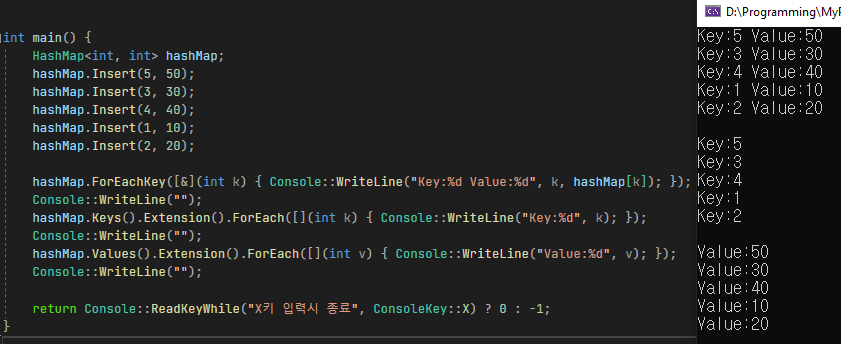 D:\Programming\MyF
int main() {
HashMap<int, int> hashMap;
hashMap.Insert(5, 50);
hashMap.Insert(3, 30);
hashMap.Insert(4, 40);
hashMap.Insert(1, 10);
hashMap.Insert(2, 20);
hashMap.ForEachKey([&](int k) { Console::WriteLine("Key:%d Value:%d", k, hashMap[k]); });
Console::WriteLine("");
hashMap.Keys().Extension().ForEach([](int k) { Console::WriteLine("Key:%d", k); });
Console::WriteLine("");
hashMap.Values().Extension().ForEach([](int v) { Console::WriteLine("Value:%d", v); });
Console::WriteLine("");
return Console::ReadKeyWhile("X키 입력시 종료", ConsoleKey::X) ? 0 : -1;
}
Key:5 Value:50
Key:3 Value:30
Key:4 Value:40
Key:1 Value:10
Key:2 Value:20
Key:5
Key:3
Key:4
Key:1
Key:2
Value:50
Value:30
Value:40
Value:10
Value:20